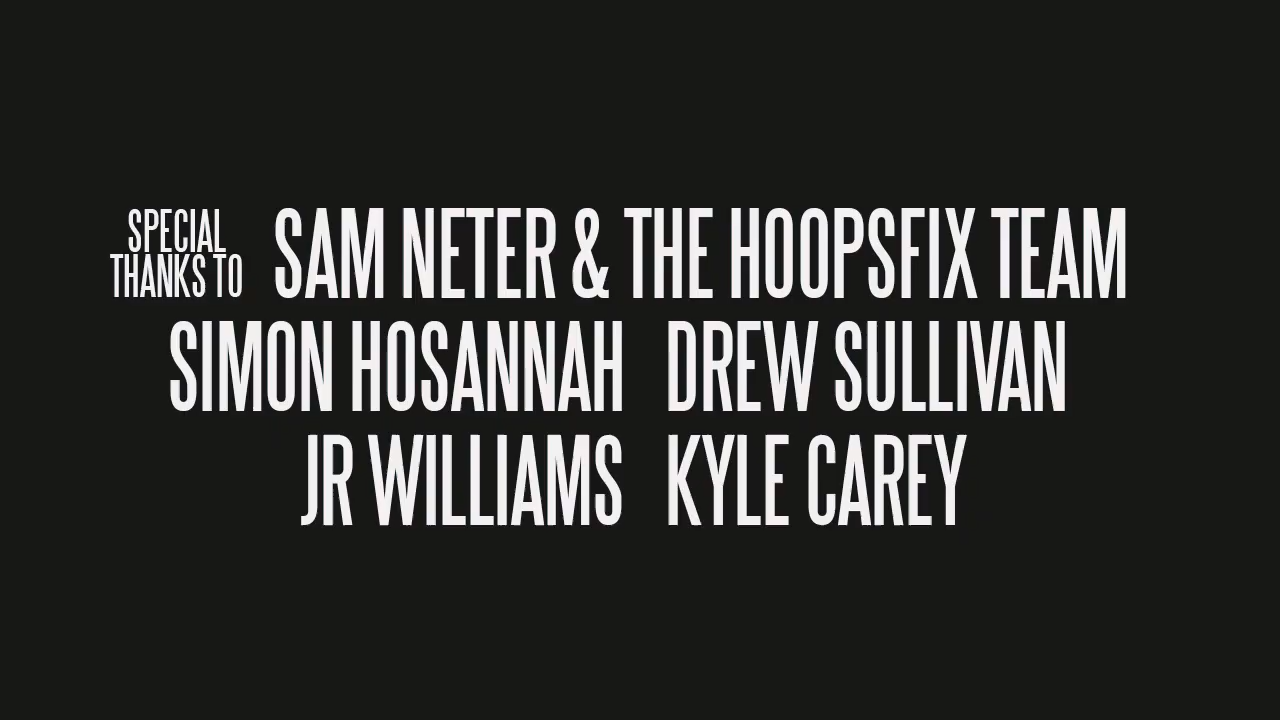 SPECIAL
THANKS TO
SAM NETER & THE HOOPSFIX TEAM
SIMON HOSANNAH DREW SULLIVAN
JR WILLIAMS KYLE CAREY